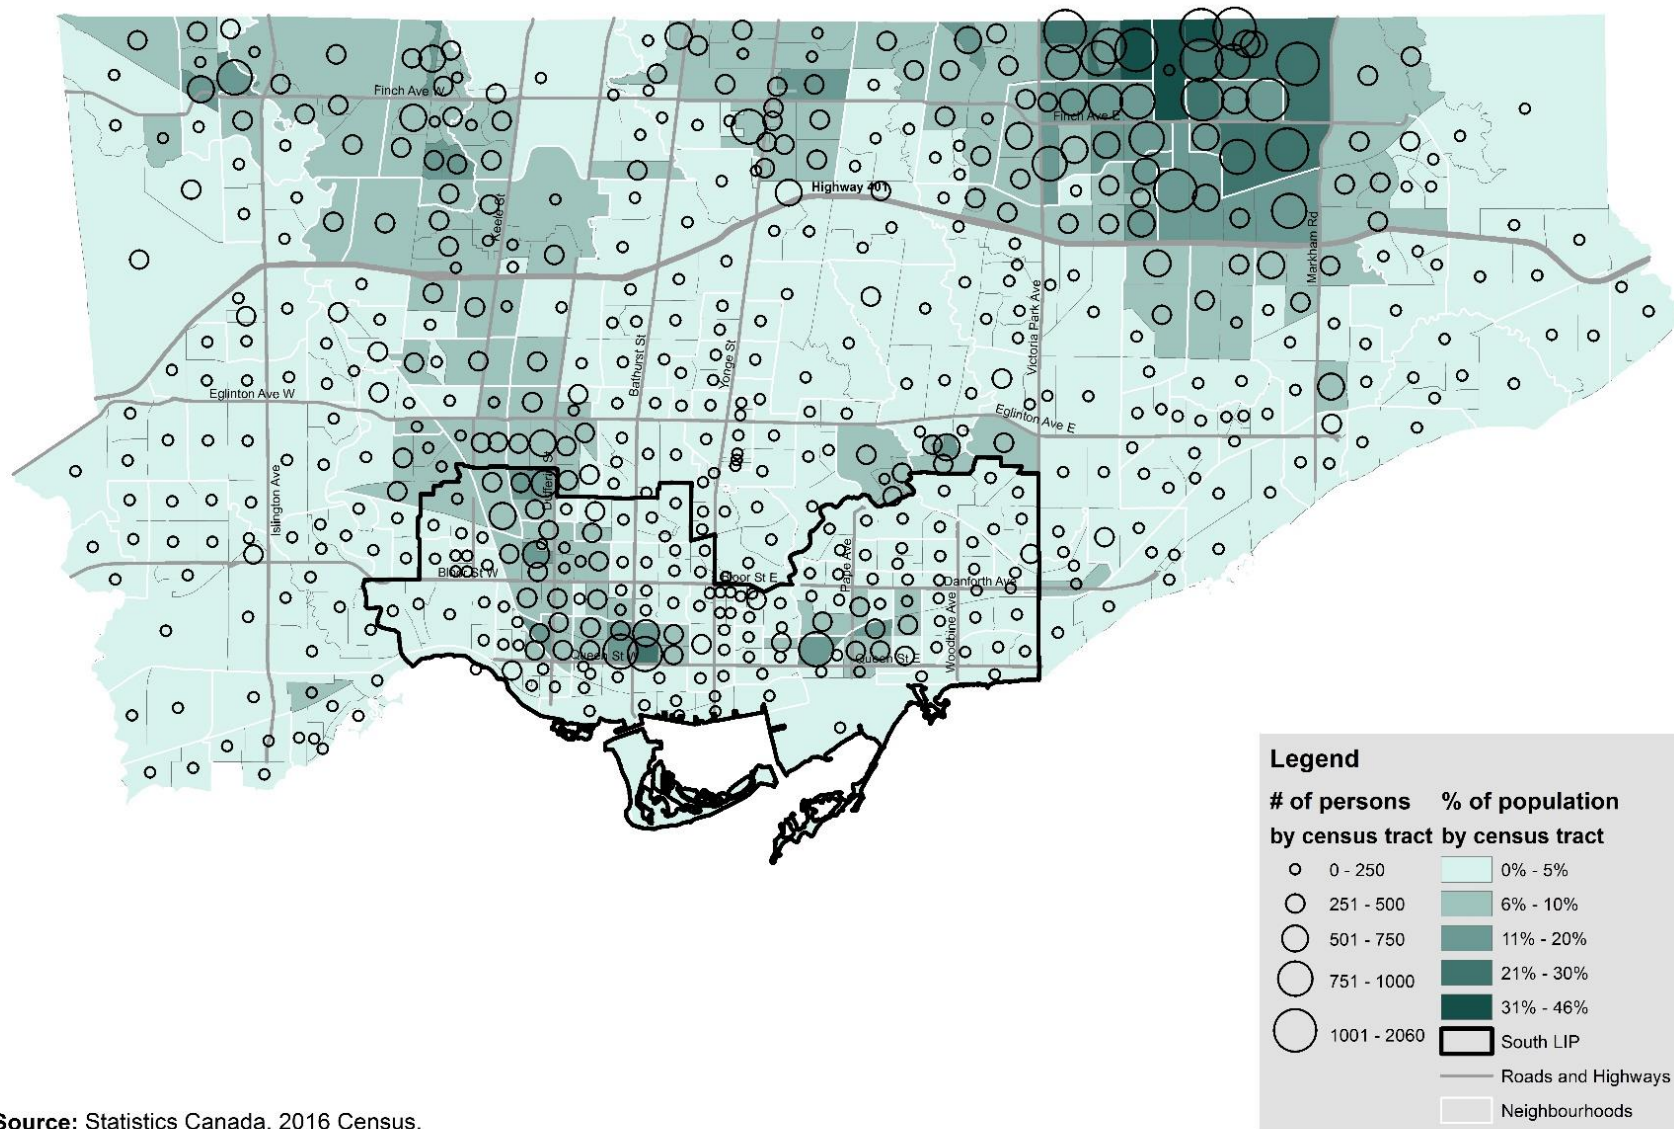 Finch Ave W
Finch Ave E
Highway 401
Keele St
Markham Rd
Victoria Park Ave
Bathurst St
Yonge St
Eglinton Ave W
Eglinton Ave E
Islington Ave
Dufferin St
Bloor St W
Bloor St E
Pape Ave
Danforth Ave
Woodbine Ave
Queen St W
Queen St E
Legend
# of persons % of population
by census tract by census tract
0 - 250 0% - 5%
251 - 500 6% - 10%
501 - 750 11% - 20%
751 - 1000 21% - 30%
31% - 46%
1001 - 2060 South LIP
Roads and Highways
Neighbourhoods
Source: Statistics Canada, 2016 Census.